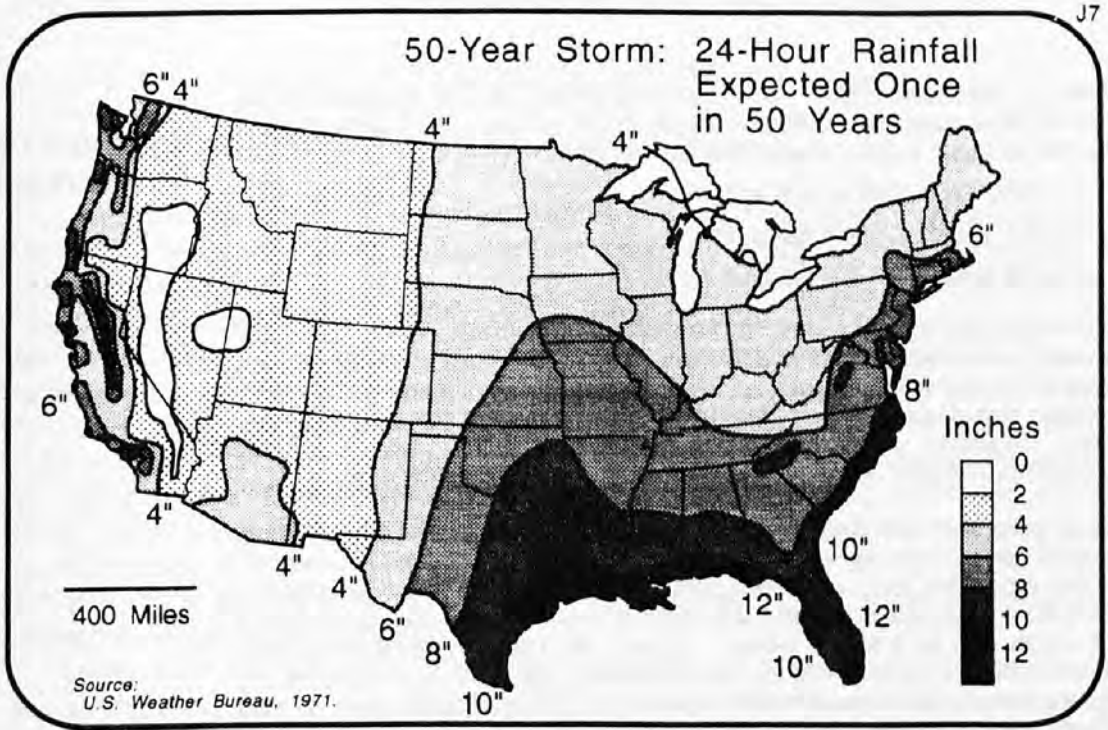 J7
50-Year Storm: 24-Hour Rainfall
Expected Once
in 50 Years
6" 4"
4"
4"
6"
6"
8"
Inches
0
2
4
6
8
10
12
4"
4"
4"
6"
8"
10"
12"
10"
12"
10"
400 Miles
Source:
U.S. Weather Bureau, 1971.